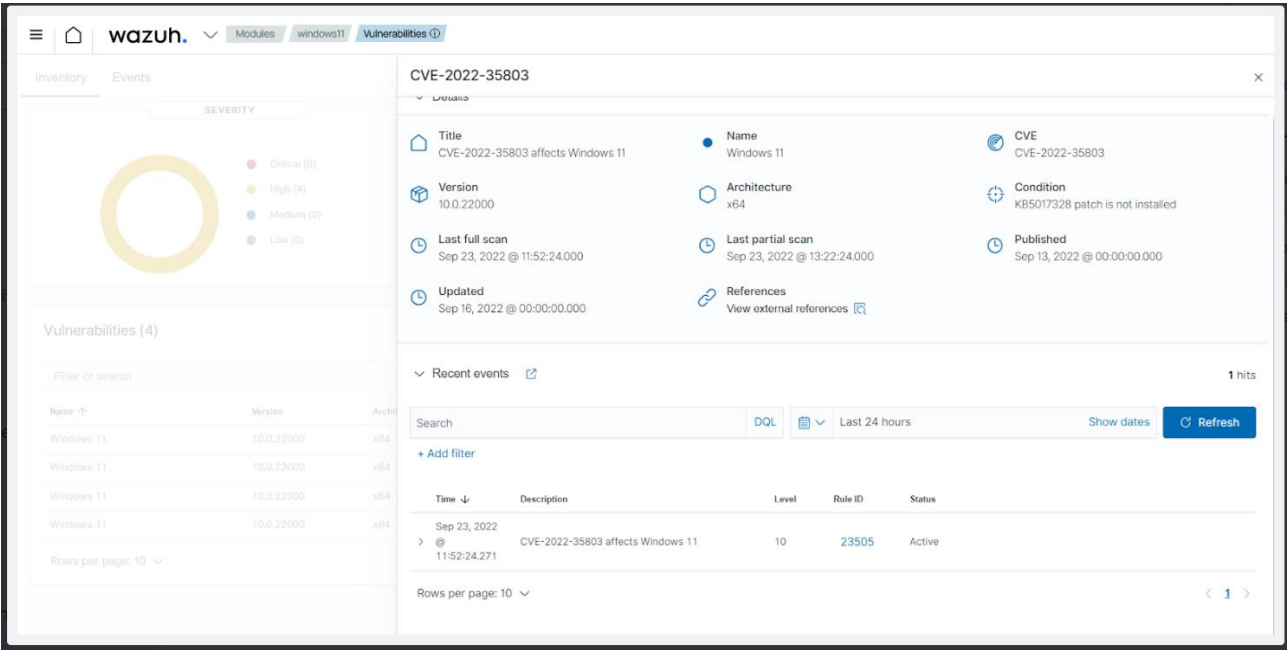 wazuh. Modules windows11 Vulnerabilities
Inventory Events
SEVERITY
Critical (0)
High (4)
Medium (0)
Low (0)
Vulnerabilities (4)
Filter or search
Name Version
Windows 11 10.0.22000 x64
Windows 11 10.0.22000 x64
Windows 11 10.0.22000 x64
Windows 11 10.0.22000 x64
Rows per page: 10
CVE-2022-35803
Details
Title Name CVE
CVE-2022-35803 affects Windows 11 Windows 11 CVE-2022-35803
Version Architecture Condition
10.0.22000 x64 KB5017328 patch is not installed
Last full scan Last partial scan Published
Sep 23, 2022 @ 11:52:24.000 Sep 23, 2022 @ 13:22:24.000 Sep 13, 2022 @ 00:00:00.000
Updated References
Sep 16, 2022 @ 00:00:00.000 View external references
Recent events 1 hits
Search DQL Last 24 hours Show dates Refresh
+ Add filter
Time Description Level Rule ID Status
Sep 23, 2022
@ CVE-2022-35803 affects Windows 11 10 23505 Active
11:52:24.271
Rows per page: 10 1